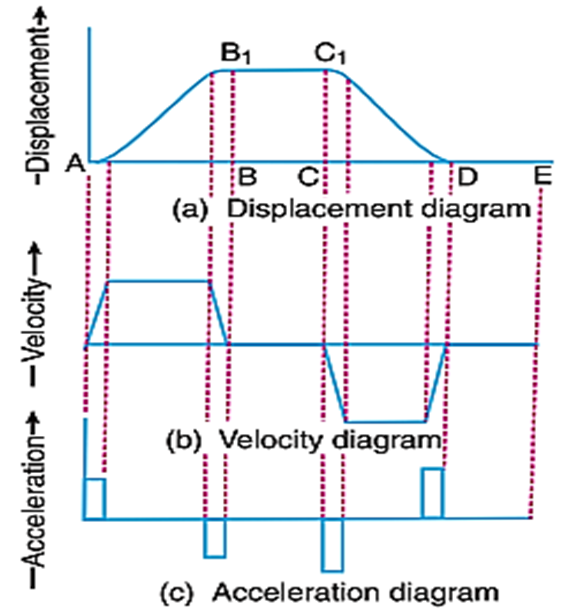 Displacement
B1 C1
A
B C D E
(a) Displacement diagram
Velocity
(b) Velocity diagram
Acceleration
(c) Acceleration diagram